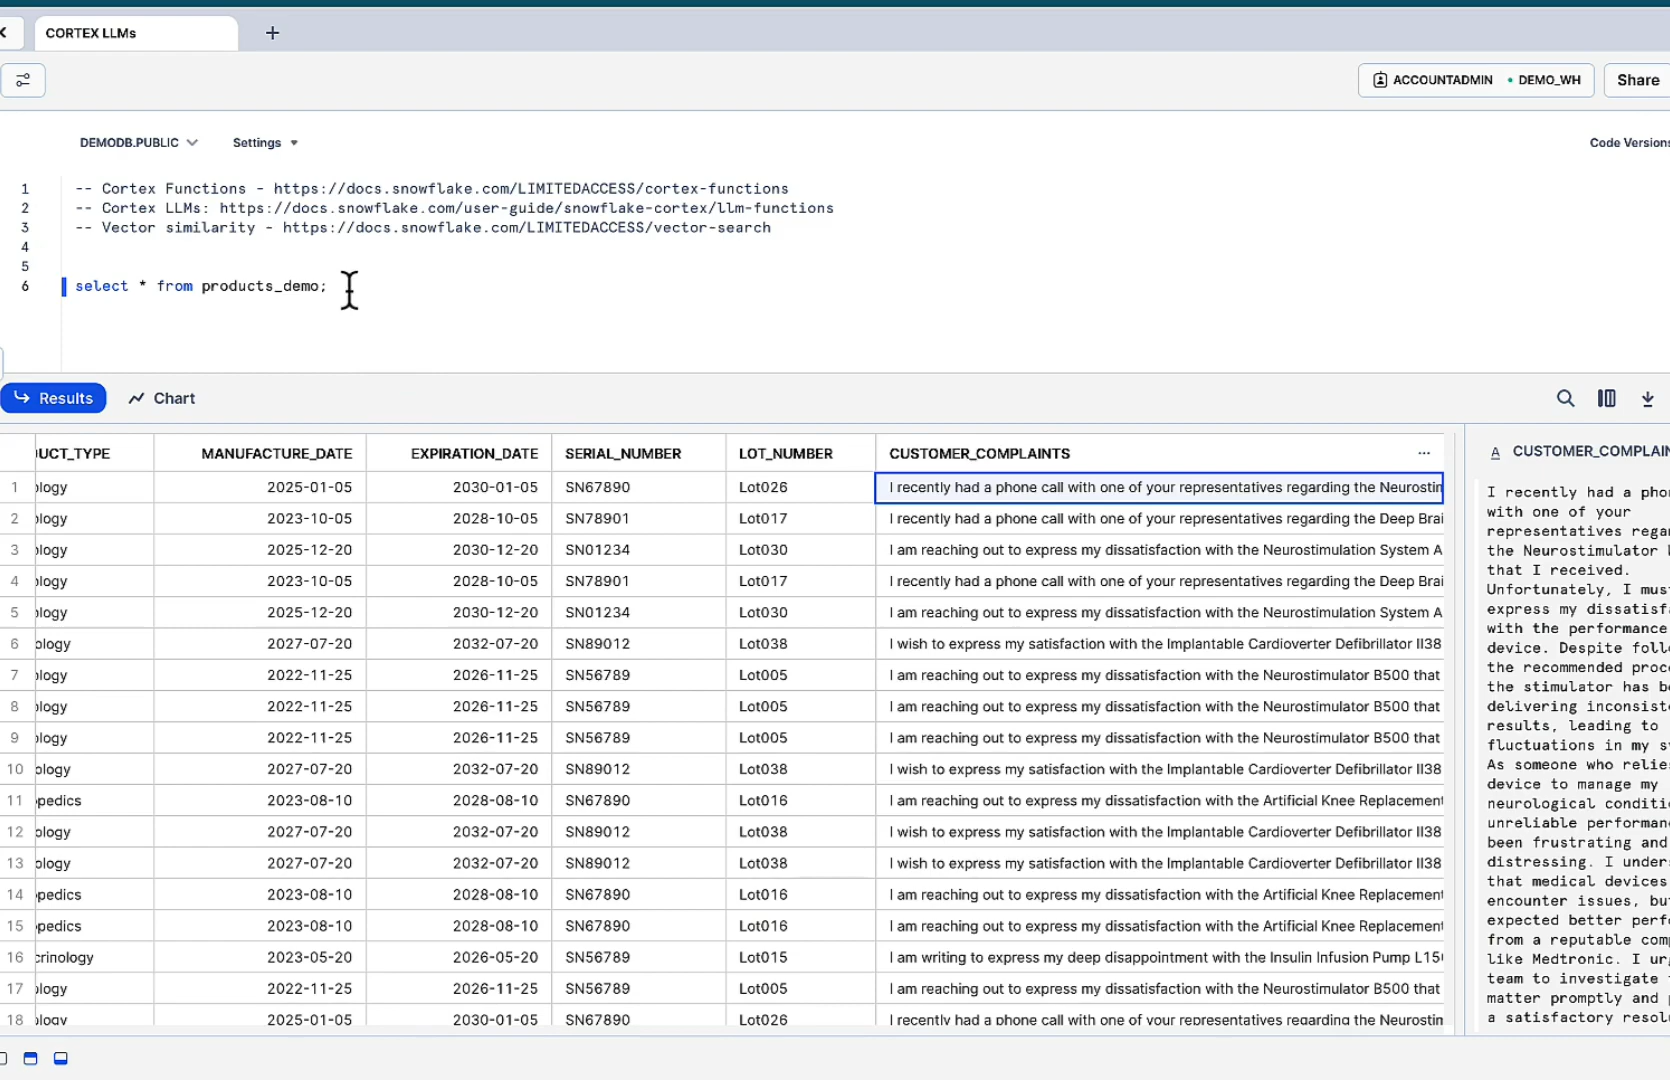 CORTEX LLMs
+
ACCOUNTADMIN • DEMO_WH
Share
DEMODB.PUBLIC
Settings
Code Versions
1 -- Cortex Functions - https://docs.snowflake.com/LIMITEDACCESS/cortex-functions
2 -- Cortex LLMs: https://docs.snowflake.com/user-guide/snowflake-cortex/llm-functions
3 -- Vector similarity - https://docs.snowflake.com/LIMITEDACCESS/vector-search
4
5
6 select * from products_demo;
Results
Chart
UCT_TYPE MANUFACTURE_DATE EXPIRATION_DATE SERIAL_NUMBER LOT_NUMBER CUSTOMER_COMPLAINTS ...
1 ology 2025-01-05 2030-01-05 SN67890 Lot026 I recently had a phone call with one of your representatives regarding the Neurostim
2 ology 2023-10-05 2028-10-05 SN78901 Lot017 I recently had a phone call with one of your representatives regarding the Deep Brai
3 ology 2025-12-20 2030-12-20 SN01234 Lot030 I am reaching out to express my dissatisfaction with the Neurostimulation System A
4 ology 2023-10-05 2028-10-05 SN78901 Lot017 I recently had a phone call with one of your representatives regarding the Deep Brai
5 ology 2025-12-20 2030-12-20 SN01234 Lot030 I am reaching out to express my dissatisfaction with the Neurostimulation System A
6 ology 2027-07-20 2032-07-20 SN89012 Lot038 I wish to express my satisfaction with the Implantable Cardioverter Defibrillator II38
7 ology 2022-11-25 2026-11-25 SN56789 Lot005 I am reaching out to express my dissatisfaction with the Neurostimulator B500 that
8 ology 2022-11-25 2026-11-25 SN56789 Lot005 I am reaching out to express my dissatisfaction with the Neurostimulator B500 that
9 ology 2022-11-25 2026-11-25 SN56789 Lot005 I am reaching out to express my dissatisfaction with the Neurostimulator B500 that
10 ology 2027-07-20 2032-07-20 SN89012 Lot038 I wish to express my satisfaction with the Implantable Cardioverter Defibrillator II38
11 pedics 2023-08-10 2028-08-10 SN67890 Lot016 I am reaching out to express my dissatisfaction with the Artificial Knee Replacement
12 ology 2027-07-20 2032-07-20 SN89012 Lot038 I wish to express my satisfaction with the Implantable Cardioverter Defibrillator II38
13 ology 2027-07-20 2032-07-20 SN89012 Lot038 I wish to express my satisfaction with the Implantable Cardioverter Defibrillator II38
14 pedics 2023-08-10 2028-08-10 SN67890 Lot016 I am reaching out to express my dissatisfaction with the Artificial Knee Replacement
15 pedics 2023-08-10 2028-08-10 SN67890 Lot016 I am reaching out to express my dissatisfaction with the Artificial Knee Replacement
16 crinology 2023-05-20 2026-05-20 SN56789 Lot015 I am writing to express my deep disappointment with the Insulin Infusion Pump L15
17 ology 2022-11-25 2026-11-25 SN56789 Lot005 I am reaching out to express my dissatisfaction with the Neurostimulator B500 that
18 ology 2025-01-05 2030-01-05 SN67890 Lot026 I recently had a phone call with one of your representatives regarding the Neurostim
A CUSTOMER_COMPLAIN
I recently had a pho
with one of your
representatives rega
the Neurostimulator
that I received.
Unfortunately, I mus
express my dissatisf
with the performance
device. Despite foll
the recommended proc
the stimulator has b
delivering inconsist
results, leading to
fluctuations in my s
As someone who relie
device to manage my
neurological conditi
unreliable performan
been frustrating and
distressing. I under
that medical devices
encounter issues, bu
expected better perf
from a reputable com
like Medtronic. I ur
team to investigate
matter promptly and
a satisfactory resol